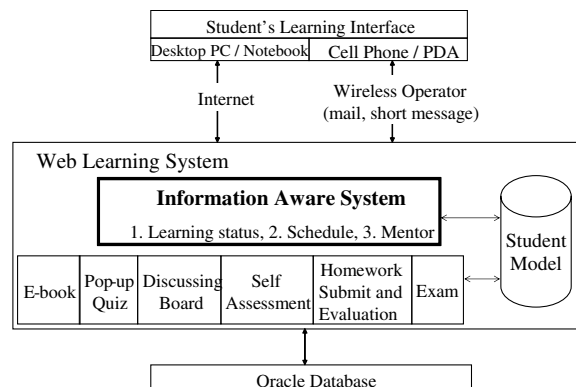 Student's Learning Interface
Desktop PC / Notebook
Cell Phone / PDA
Internet
Wireless Operator
(mail, short message)
Web Learning System
Information Aware System
1. Learning status, 2. Schedule, 3. Mentor
Student
Model
E-book
Pop-up
Quiz
Discussing
Board
Self
Assessment
Homework
Submit and
Evaluation
Exam
Oracle Database